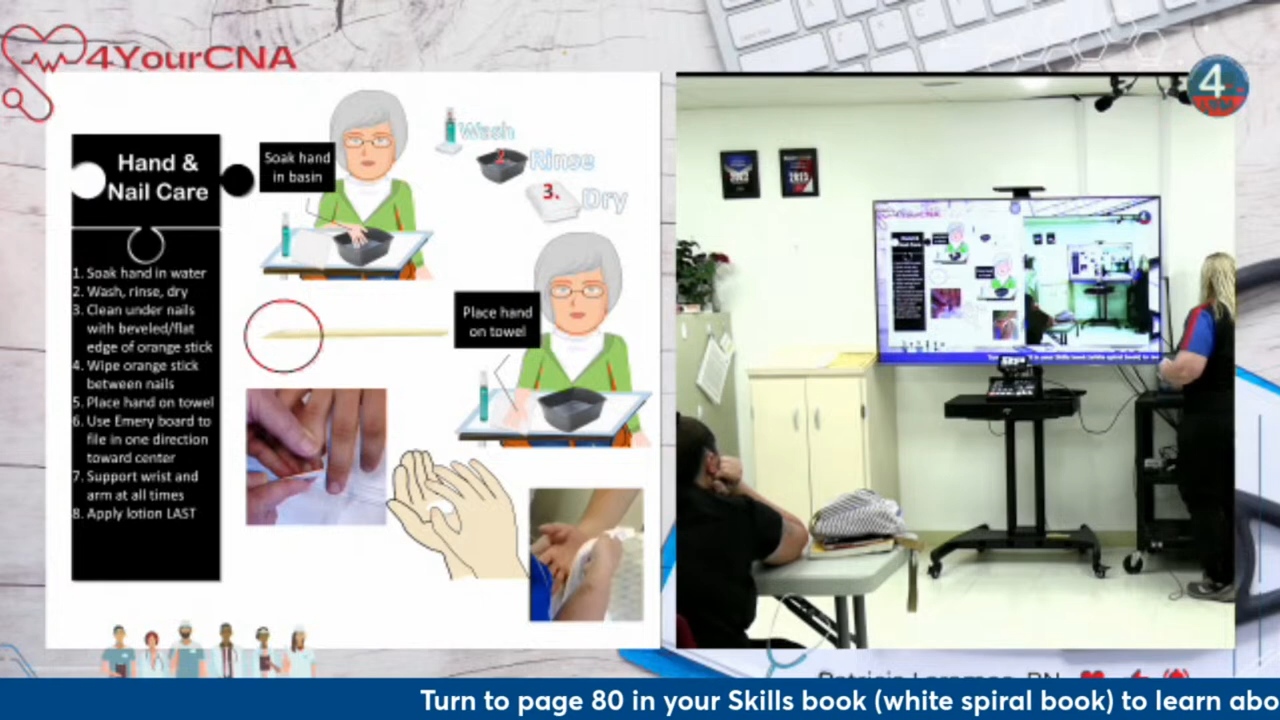 4YourCNA
4
Hand &
Nail Care
Soak hand
in basin
Wash
2
Rinse
3.
Dry
1. Soak hand in water
2. Wash, rinse, dry
3. Clean under nails
with beveled/flat
edge of orange stick
4. Wipe orange stick
between nails
5. Place hand on towel
6. Use Emery board to
file in one direction
toward center
7. Support wrist and
arm at all times
8. Apply lotion LAST
Place hand
on towel
4YourCNA
Turn to page 80 in your Skills book (white spiral book) to learn abo